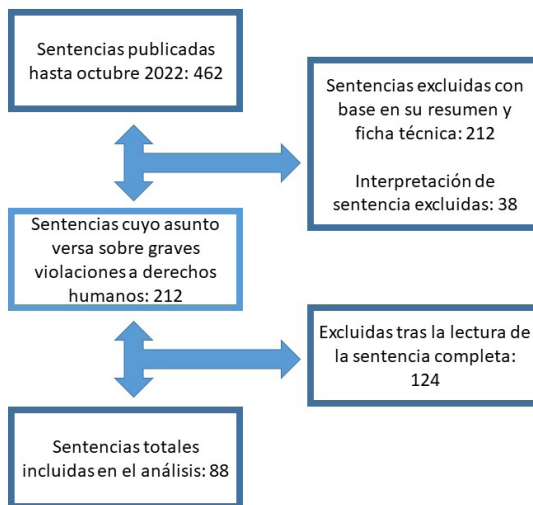 Sentencias publicadas
hasta octubre 2022: 462
Sentencias excluidas con
base en su resumen y
ficha técnica: 212
Interpretación de
sentencia excluidas: 38
Sentencias cuyo asunto
versa sobre graves
violaciones a derechos
humanos: 212
Excluidas tras la lectura de
la sentencia completa:
124
Sentencias totales
incluidas en el análisis: 88